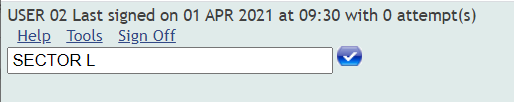 USER 02 Last signed on 01 APR 2021 at 09:30 with 0 attempt(s)
Help Tools Sign Off
SECTOR L